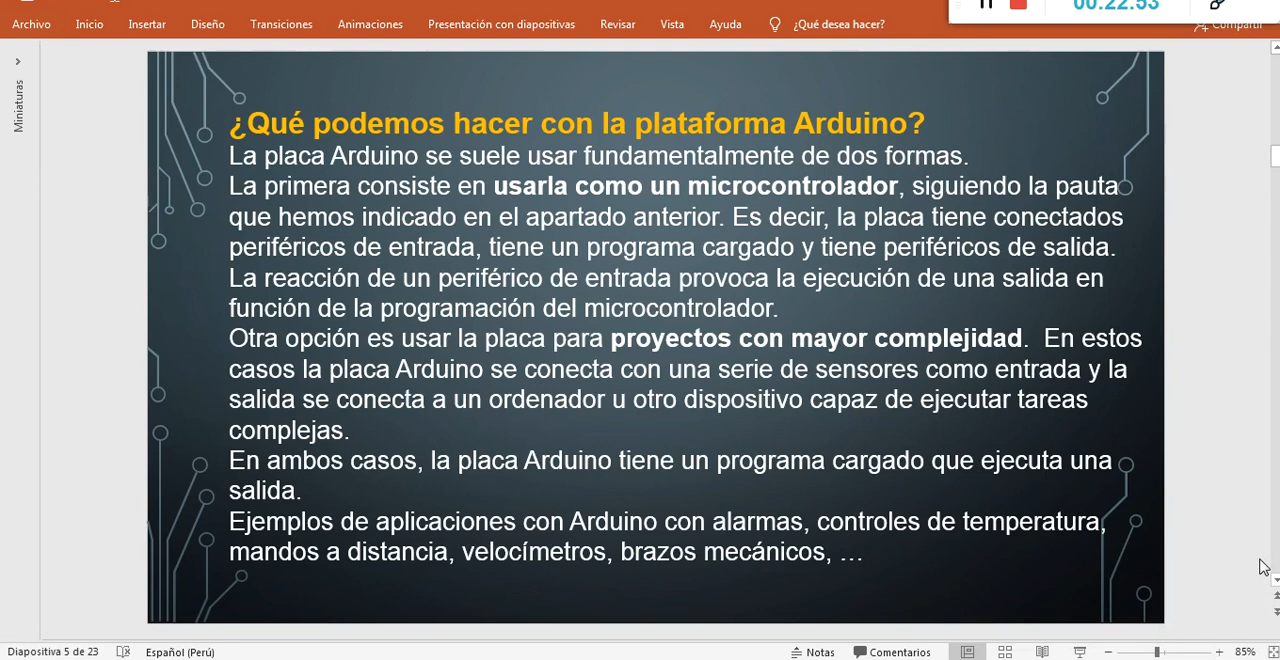 Archivo Inicio Insertar Diseño Transiciones Animaciones Presentación con diapositivas Revisar Vista Ayuda ¿Qué desea hacer? Compartir
00:22:53
Miniaturas
¿Qué podemos hacer con la plataforma Arduino?
La placa Arduino se suele usar fundamentalmente de dos formas.
La primera consiste en usarla como un microcontrolador, siguiendo la pauta
que hemos indicado en el apartado anterior. Es decir, la placa tiene conectados
periféricos de entrada, tiene un programa cargado y tiene periféricos de salida.
La reacción de un periférico de entrada provoca la ejecución de una salida en
función de la programación del microcontrolador.
Otra opción es usar la placa para proyectos con mayor complejidad. En estos
casos la placa Arduino se conecta con una serie de sensores como entrada y la
salida se conecta a un ordenador u otro dispositivo capaz de ejecutar tareas
complejas.
En ambos casos, la placa Arduino tiene un programa cargado que ejecuta una
salida.
Ejemplos de aplicaciones con Arduino con alarmas, controles de temperatura,
mandos a distancia, velocímetros, brazos mecánicos, …
Diapositiva 5 de 23 Español (Perú) Notas Comentarios 85%